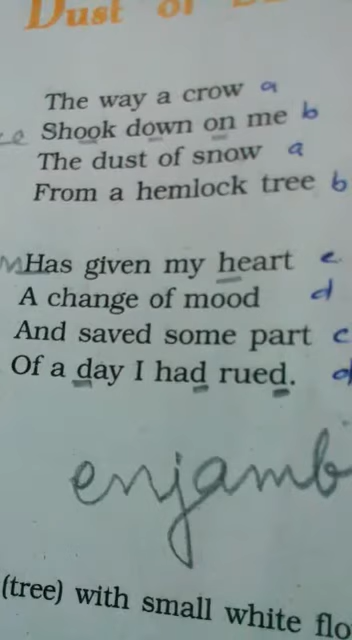 Dust of
The way a crow a
Shook down on me b
The dust of snow a
From a hemlock tree b
Has given my heart c
A change of mood d
And saved some part c
Of a day I had rued. d
enjamb
(tree) with small white flo